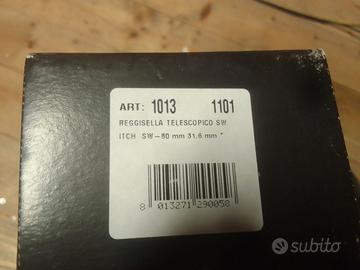 ART: 1013 1101
REGGISELLA TELESCOPICO SW
ITCH SW-80 mm 31,6 mm "
8 013271 290058
subito